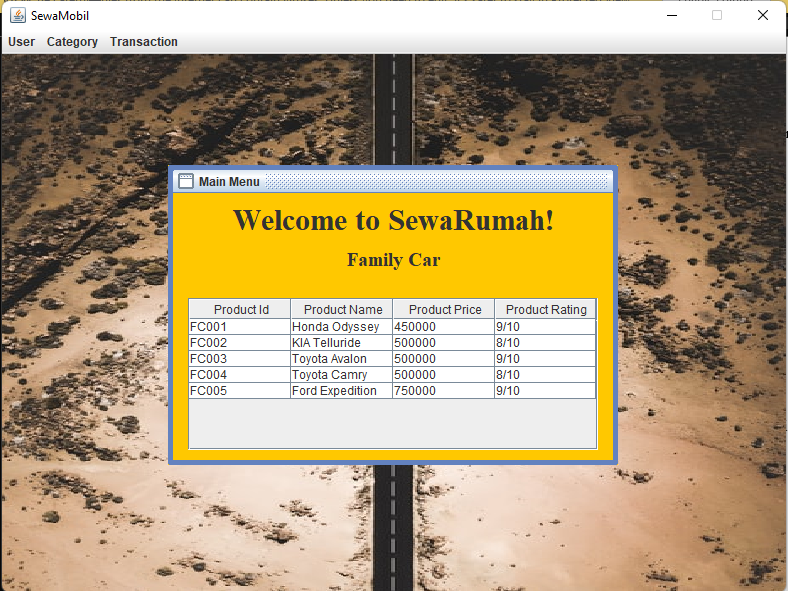 SewaMobil
User Category Transaction
Main Menu
Welcome to SewaRumah!
Family Car
Product Id Product Name Product Price Product Rating
FC001 Honda Odyssey 450000 9/10
FC002 KIA Telluride 500000 8/10
FC003 Toyota Avalon 500000 9/10
FC004 Toyota Camry 500000 8/10
FC005 Ford Expedition 750000 9/10